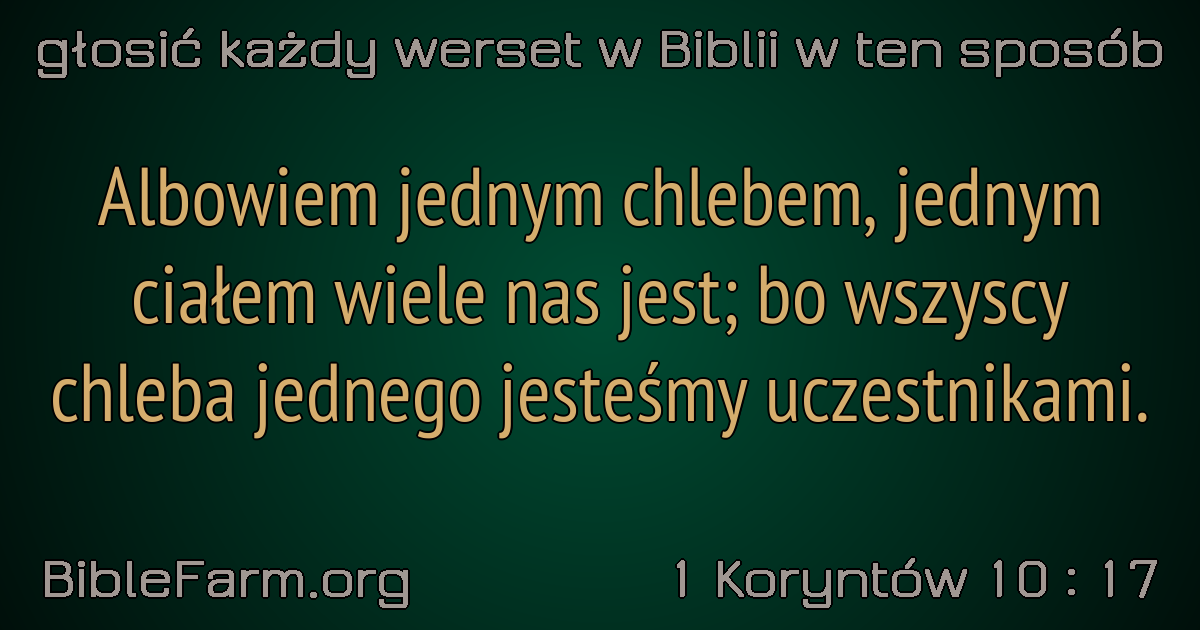 głosić każdy werset w Biblii w ten sposób
Albowiem jednym chlebem, jednym
ciałem wiele nas jest; bo wszyscy
chleba jednego jesteśmy uczestnikami.
BibleFarm.org
1 Koryntów 10 : 17